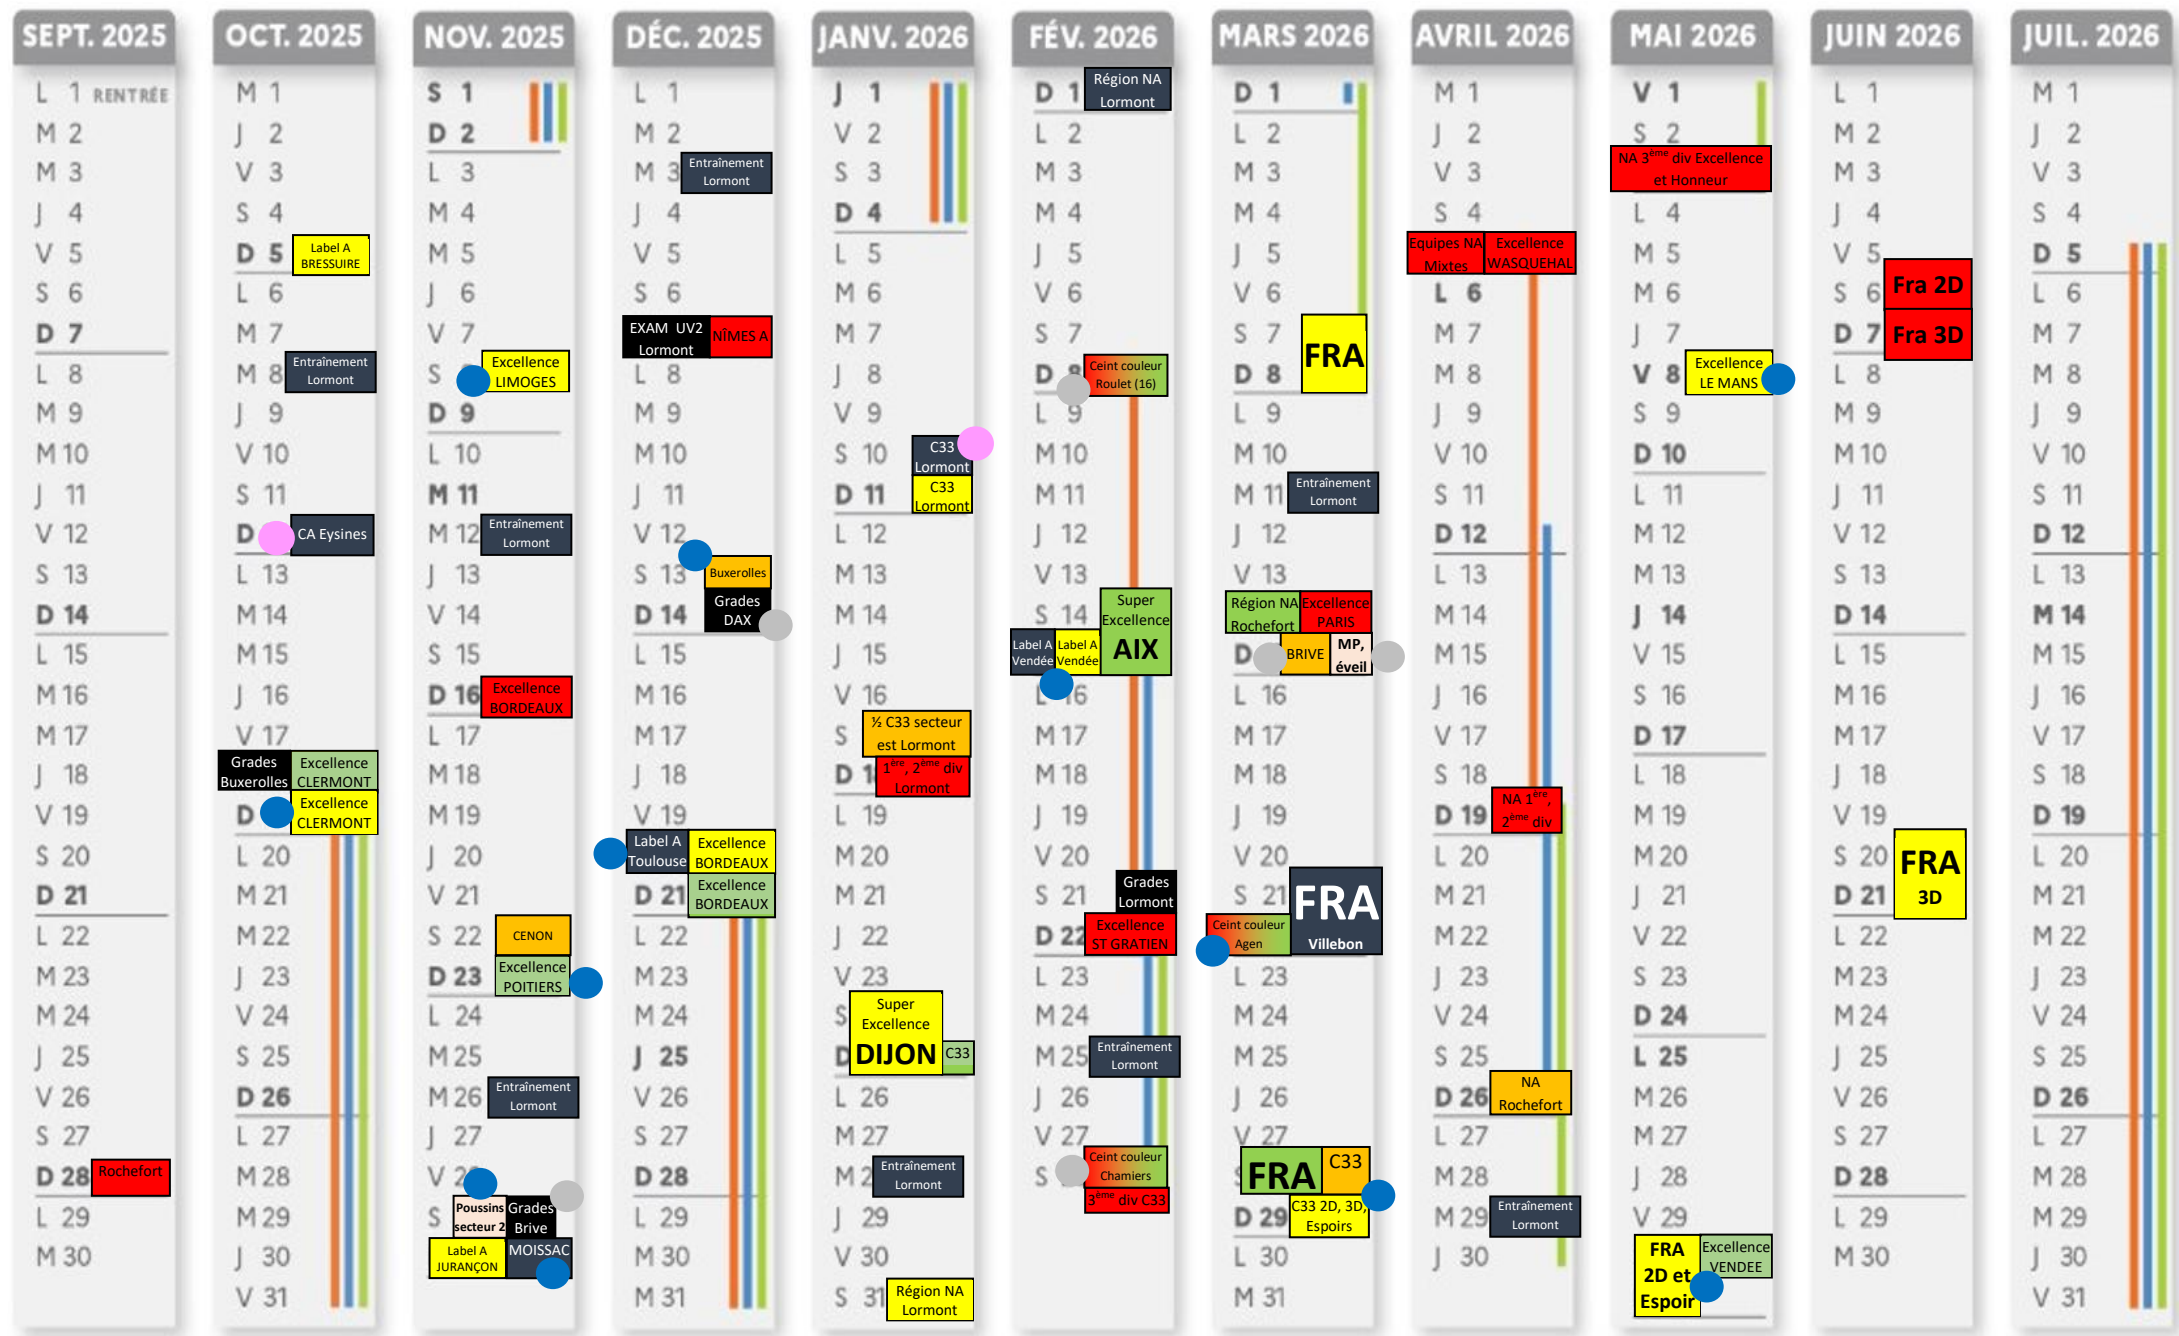 SEPT. 2025
L 1 RENTRÉE
M 2
M 3
J 4
V 5
S 6
D 7
L 8
M 9
M 10
J 11
V 12
S 13
D 14
L 15
M 16
M 17
J 18
V 19
S 20
D 21
L 22
M 23
M 24
J 25
V 26
S 27
D 28 Rochefort
L 29
M 30
OCT. 2025
M 1
J 2
V 3
S 4
D 5 Label A
BRESSUIRE
L 6
M 7
M 8 Entraînement
Lormont
J 9
V 10
S 11
D CA Eysines
L 13
M 14
M 15
J 16
V 17
Grades
Buxerolles
Excellence
CLERMONT
D Excellence
CLERMONT
L 20
M 21
M 22
J 23
V 24
S 25
D 26
L 27
M 28
M 29
J 30
V 31
NOV. 2025
S 1
D 2
L 3
M 4
M 5
J 6
V 7
S Excellence
LIMOGES
D 9
L 10
M 11
M 12 Entraînement
Lormont
J 13
V 14
S 15
D 16 Excellence
BORDEAUX
L 17
M 18
M 19
J 20
V 21
S 22 CENON
D 23 Excellence
POITIERS
L 24
M 25
M 26 Entraînement
Lormont
J 27
V 2
S Poussins
secteur 2
Grades
Brive
Label A
JURANÇON
MOISSAC
DÉC. 2025
L 1
M 2
M 3 Entraînement
Lormont
J 4
V 5
S 6
EXAM UV2
Lormont
NÎMES A
L 8
M 9
M 10
J 11
V 12
S 13 Buxerolles
D 14 Grades
DAX
L 15
M 16
M 17
J 18
V 19
Label A
Toulouse
Excellence
BORDEAUX
D 21 Excellence
BORDEAUX
L 22
M 23
M 24
J 25
V 26
S 27
D 28
L 29
M 30
M 31
JANV. 2026
J 1
V 2
S 3
D 4
L 5
M 6
M 7
J 8
V 9
S 10 C33
Lormont
D 11 C33
Lormont
L 12
M 13
M 14
J 15
V 16
S ½ C33 secteur
est Lormont
D 1 1ère, 2ème div
Lormont
L 19
M 20
M 21
J 22
V 23
S Super
Excellence
D DIJON C33
L 26
M 27
M 2 Entraînement
Lormont
J 29
V 30
S 31 Région NA
Lormont
FÉV. 2026
D 1 Région NA
Lormont
L 2
M 3
M 4
J 5
V 6
S 7
D 8 Ceint couleur
Roulet (16)
L 9
M 10
M 11
J 12
V 13
S 14 Super
Excellence
AIX
Label A
Vendée
Label A
Vendée
L 16
M 17
M 18
J 19
V 20
S 21 Grades
Lormont
D 22 Excellence
ST GRATIEN
L 23
M 24
M 25 Entraînement
Lormont
J 26
V 27
S Ceint couleur
Chamiers
3ème div C33
MARS 2026
D 1
L 2
M 3
M 4
J 5
V 6
S 7
FRA
D 8
L 9
M 10
M 11 Entraînement
Lormont
J 12
V 13
Région NA
Rochefort
Excellence
PARIS
D BRIVE MP,
éveil
L 16
M 17
M 18
J 19
V 20
S 21 FRA
Villebon
Ceint couleur
Agen
L 23
M 24
M 25
J 26
V 27
FRA C33
D 29 C33 2D, 3D,
Espoirs
L 30
M 31
AVRIL 2026
M 1
J 2
V 3
S 4
Equipes NA
Mixtes
Excellence
WASQUEHAL
L 6
M 7
M 8
J 9
V 10
S 11
D 12
L 13
M 14
M 15
J 16
V 17
S 18
D 19 NA 1ère,
2ème div
L 20
M 21
M 22
J 23
V 24
S 25
D 26 NA
Rochefort
L 27
M 28
M 29 Entraînement
Lormont
J 30
MAI 2026
V 1
S 2
NA 3ème div Excellence
et Honneur
L 4
M 5
M 6
J 7
V 8 Excellence
LE MANS
S 9
D 10
L 11
M 12
M 13
J 14
V 15
S 16
D 17
L 18
M 19
M 20
J 21
V 22
S 23
D 24
L 25
M 26
M 27
J 28
V 29
FRA
2D et
Espoir
Excellence
VENDEE
JUIN 2026
L 1
M 2
M 3
J 4
V 5
S 6 Fra 2D
D 7 Fra 3D
L 8
M 9
M 10
J 11
V 12
S 13
D 14
L 15
M 16
M 17
J 18
V 19
S 20 FRA
D 21 3D
L 22
M 23
M 24
J 25
V 26
S 27
D 28
L 29
M 30
JUIL. 2026
M 1
J 2
V 3
S 4
D 5
L 6
M 7
M 8
J 9
V 10
S 11
D 12
L 13
M 14
M 15
J 16
V 17
S 18
D 19
L 20
M 21
M 22
J 23
V 24
S 25
D 26
L 27
M 28
M 29
J 30
V 31